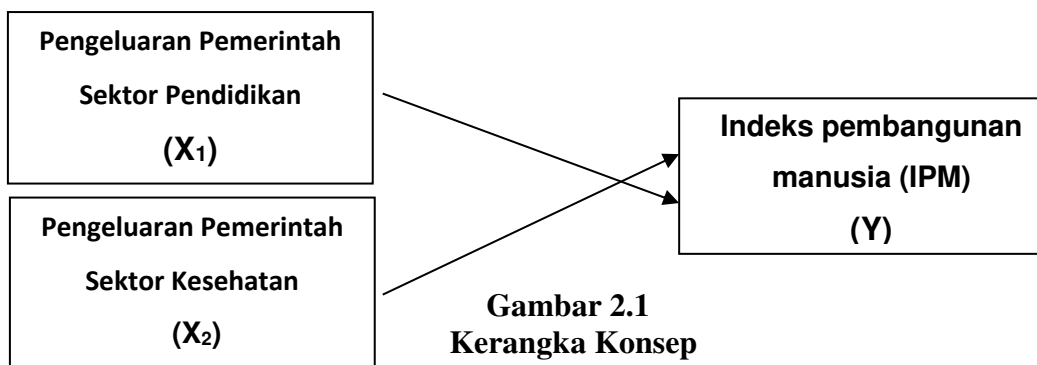 Pengeluaran Pemerintah
Sektor Pendidikan
(X1)
Pengeluaran Pemerintah
Sektor Kesehatan
(X2)
Indeks pembangunan
manusia (IPM)
(Y)
Gambar 2.1
Kerangka Konsep